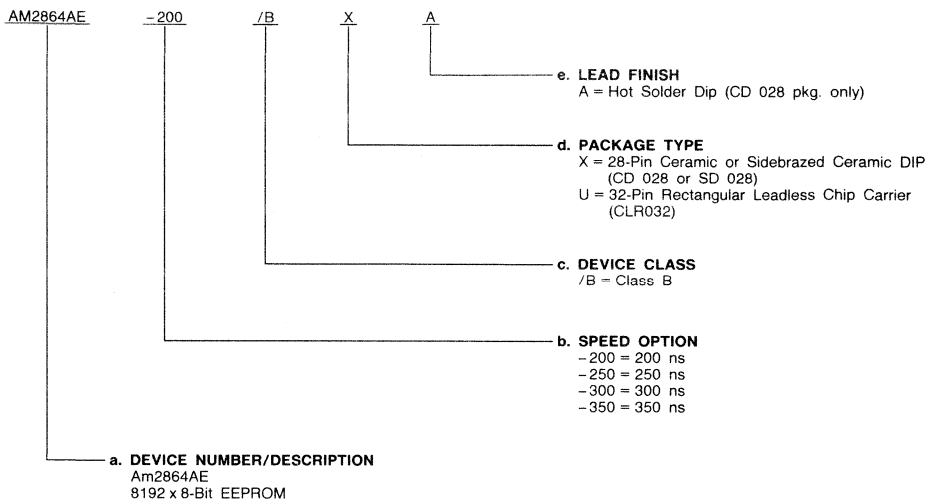 AM2864AE -200 /B X A
e. LEAD FINISH
A = Hot Solder Dip (CD 028 pkg. only)
d. PACKAGE TYPE
X = 28-Pin Ceramic or Sidebrazed Ceramic DIP
(CD 028 or SD 028)
U = 32-Pin Rectangular Leadless Chip Carrier
(CLR032)
c. DEVICE CLASS
/B = Class B
b. SPEED OPTION
-200 = 200 ns
-250 = 250 ns
-300 = 300 ns
-350 = 350 ns
a. DEVICE NUMBER/DESCRIPTION
Am2864AE
8192 x 8-Bit EEPROM